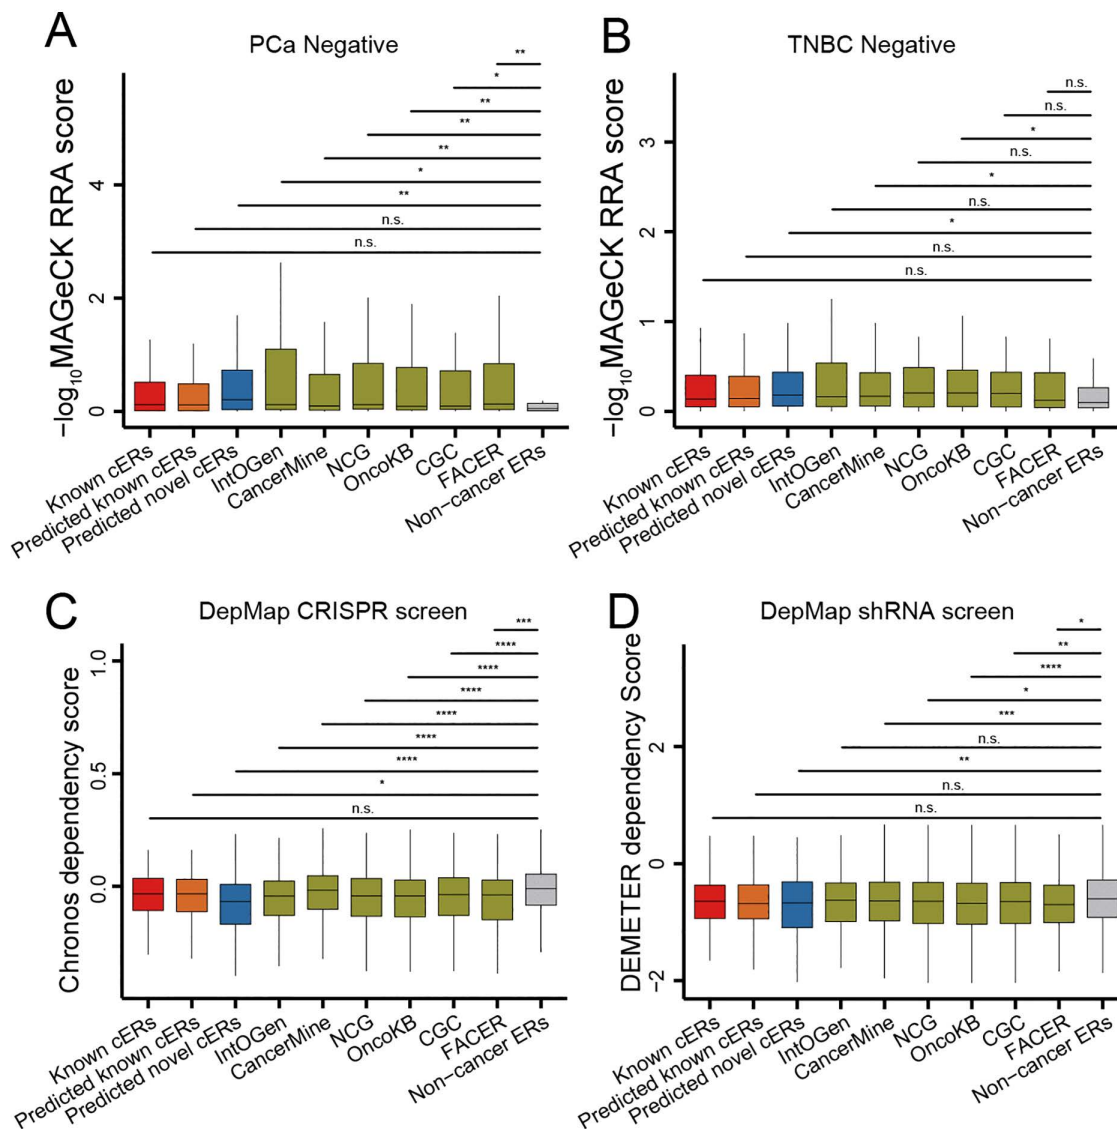 A
PCa Negative
−log10MAGeCK RRA score
4
2
0
**
*
**
**
**
*
**
n.s.
n.s.
Known cERs
Predicted known cERs
Predicted novel cERs
IntOGen
CancerMine
NCG
OncoKB
CGC
FACER
Non−cancer ERs
B
TNBC Negative
−log10MAGeCK RRA score
3
2
1
0
n.s.
n.s.
*
n.s.
*
n.s.
*
n.s.
n.s.
Known cERs
Predicted known cERs
Predicted novel cERs
IntOGen
CancerMine
NCG
OncoKB
CGC
FACER
Non−cancer ERs
C
DepMap CRISPR screen
Chronos dependency score
1.0
0.5
0.0
***
****
****
****
****
****
****
*
n.s.
Known cERs
Predicted known cERs
Predicted novel cERs
IntOGen
CancerMine
NCG
OncoKB
CGC
FACER
Non−cancer ERs
D
DepMap shRNA screen
DEMETER dependency Score
2
0
−2
*
**
****
*
***
n.s.
**
n.s.
n.s.
Known cERs
Predicted known cERs
Predicted novel cERs
IntOGen
CancerMine
NCG
OncoKB
CGC
FACER
Non−cancer ERs